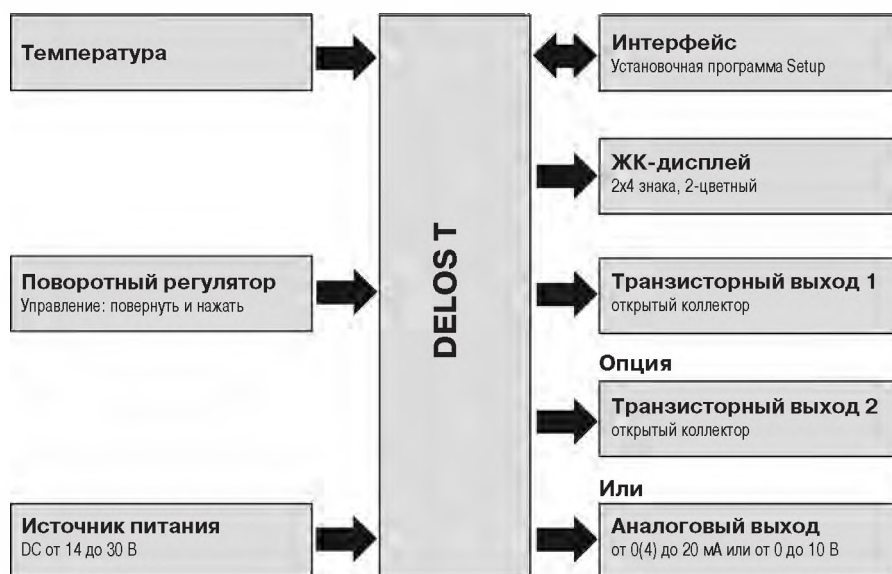 Температура
Поворотный регулятор
Управление: повернуть и нажать
Источник питания
DC от 14 до 30 В
DELOS T
Интерфейс
Установочная программа Setup
ЖК-дисплей
2х4 знака, 2-цветный
Транзисторный выход 1
открытый коллектор
Опция
Транзисторный выход 2
открытый коллектор
Или
Аналоговый выход
от 0(4) до 20 мА или от 0 до 10 В